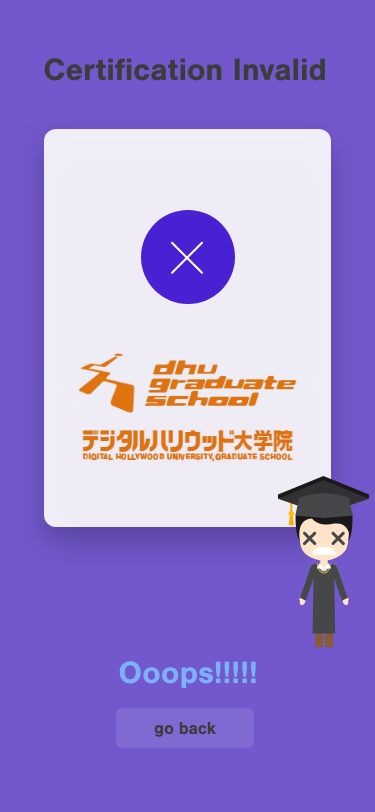 Certification Invalid
dhu
graduate
school
デジタルハリウッド大学院
DIGITAL HOLLYWOOD UNIVERSITY, GRADUATE SCHOOL
Ooops!!!!!
go back